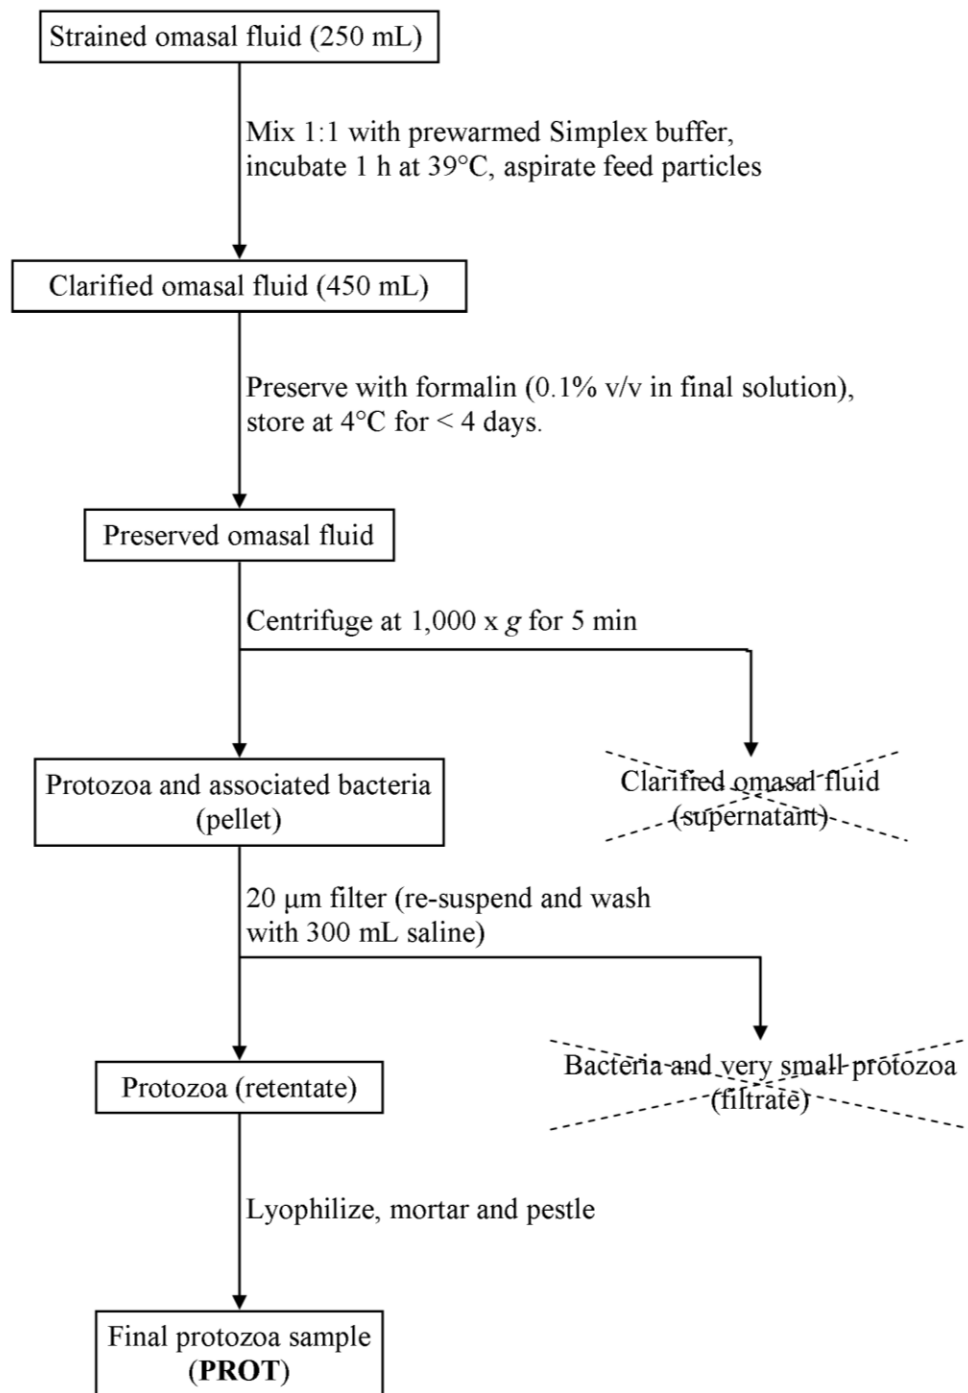 Strained omasal fluid (250 mL)
Mix 1:1 with prewarmed Simplex buffer,
incubate 1 h at 39°C, aspirate feed particles
Clarified omasal fluid (450 mL)
Preserve with formalin (0.1% v/v in final solution),
store at 4°C for < 4 days.
Preserved omasal fluid
Centrifuge at 1,000 x g for 5 min
Protozoa and associated bacteria
(pellet)
Clarified omasal fluid
(supernatant)
20 μm filter (re-suspend and wash
with 300 mL saline)
Protozoa (retentate)
Bacteria and very small protozoa
(filtrate)
Lyophilize, mortar and pestle
Final protozoa sample
(PROT)